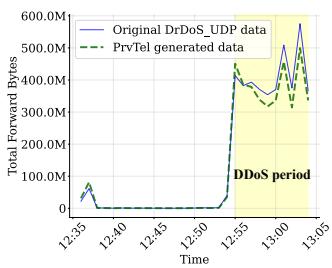 600.0M
500.0M
400.0M
300.0M
200.0M
100.0M
0
Total Forward Bytes
Original DrDoS_UDP data
PrvTel generated data
DDoS period
12:35
12:40
12:45
12:50
12:55
13:00
13:05
Time